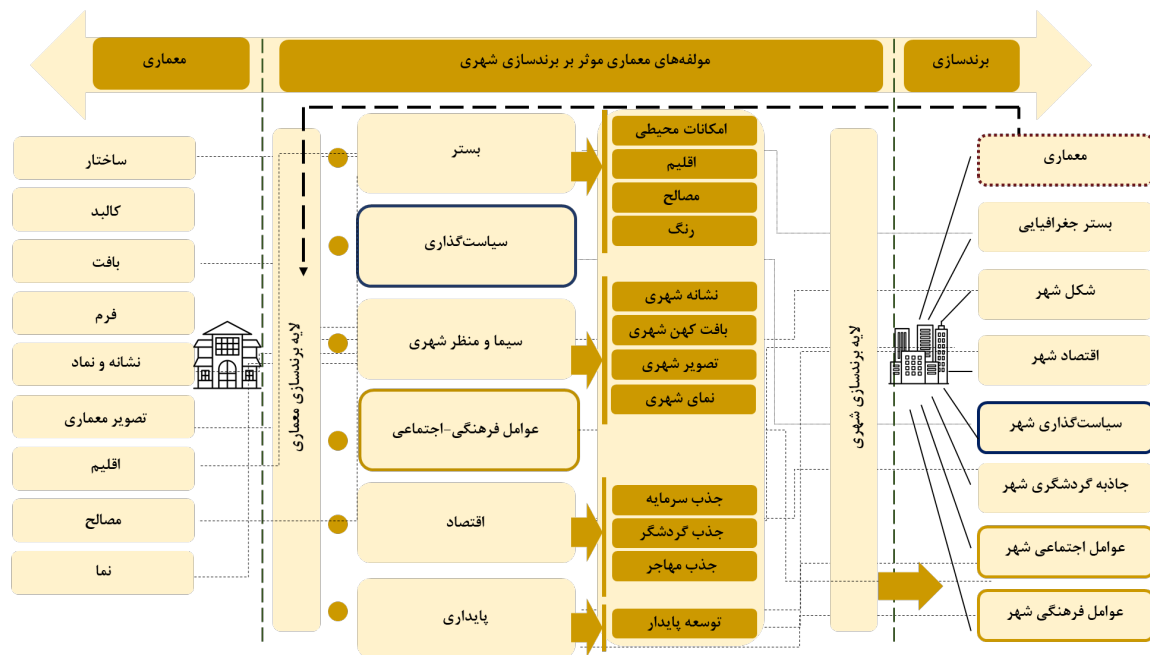 برندسازی
مولفه‌های معماری موثر بر برندسازی شهری
معماری
معماری
بستر جغرافیایی
شکل شهر
اقتصاد شهر
سیاست‌گذاری شهر
جاذبه گردشگری شهر
عوامل اجتماعی شهر
عوامل فرهنگی شهر
لایه برندسازی شهری
امکانات محیطی
اقلیم
مصالح
رنگ
نشانه شهری
بافت کهن شهری
تصویر شهری
نمای شهری
جذب سرمایه
جذب گردشگر
جذب مهاجر
توسعه پایدار
بستر
سیاست‌گذاری
سیما و منظر شهری
عوامل فرهنگی-اجتماعی
اقتصاد
پایداری
لایه برندسازی معماری
ساختار
کالبد
بافت
فرم
نشانه و نماد
تصویر معماری
اقلیم
مصالح
نما